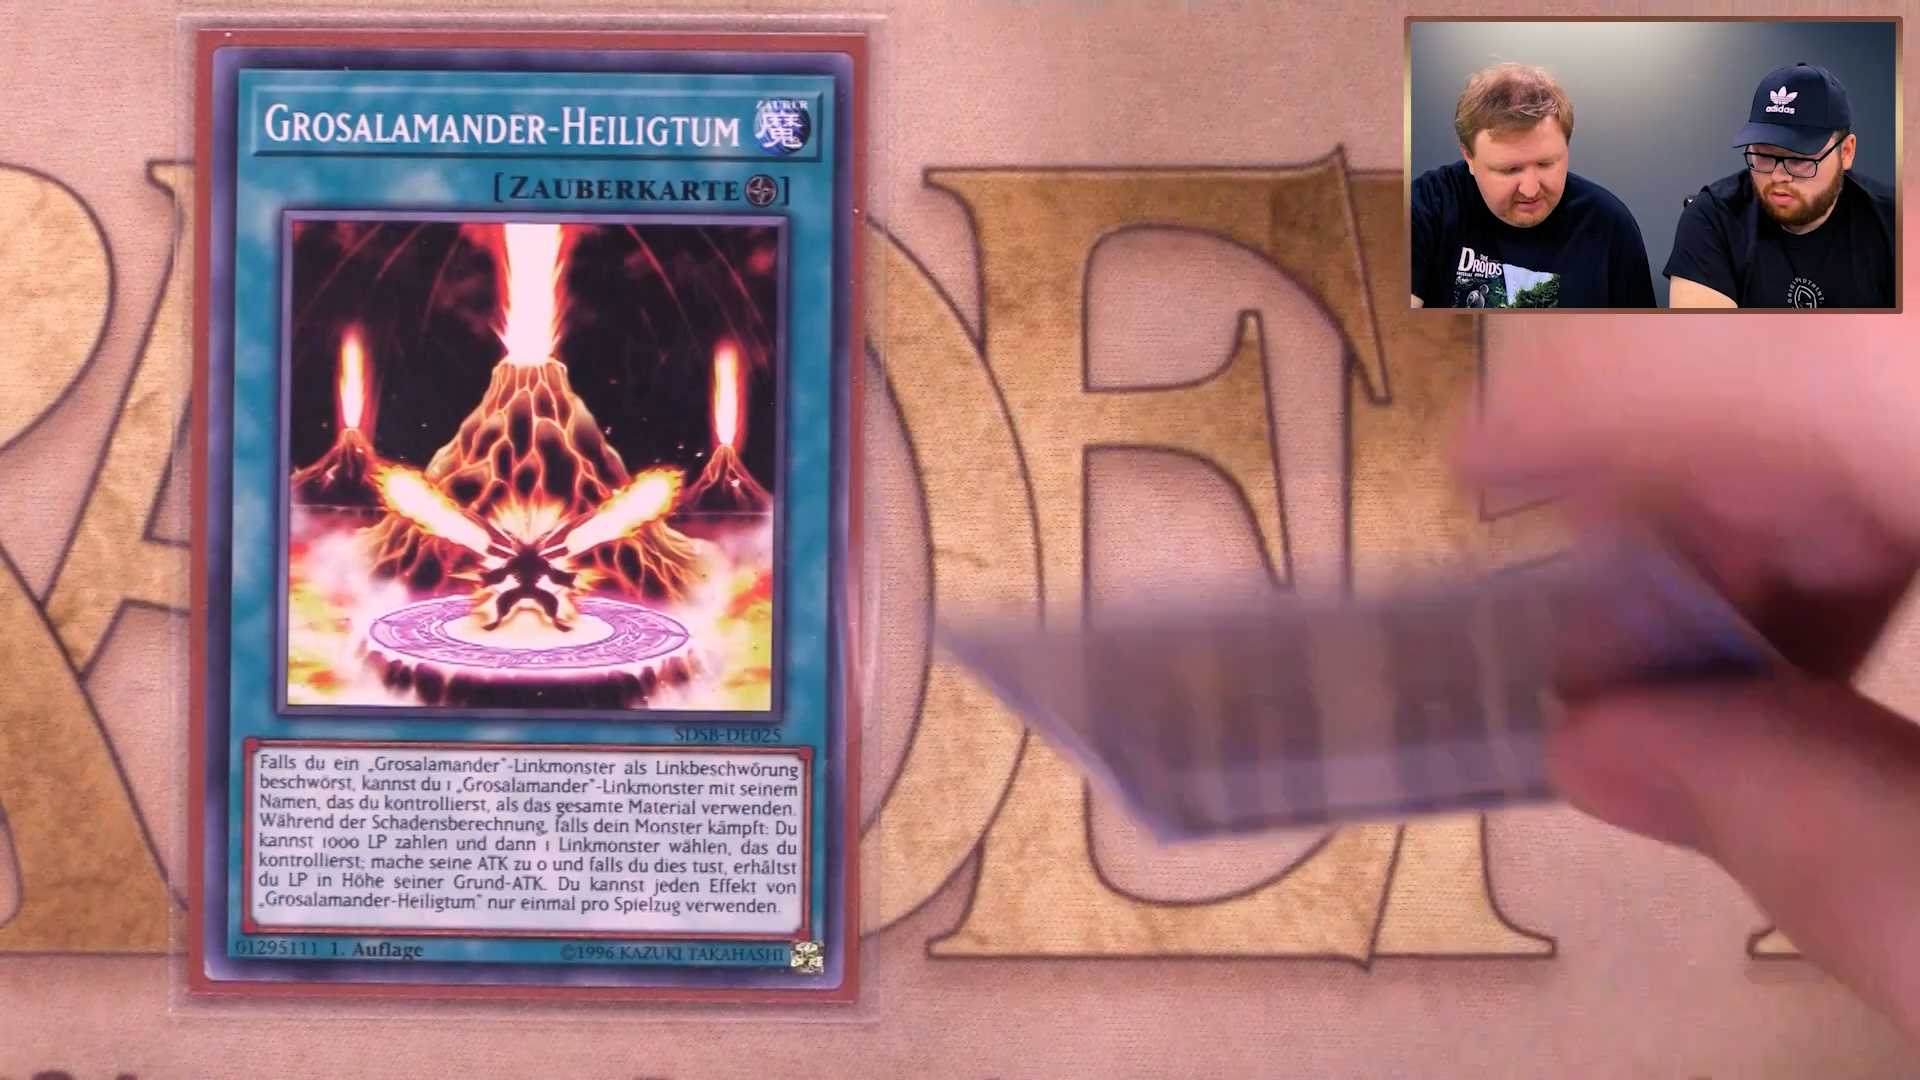 GROSALAMANDER-HEILIGTUM
ZAUBER
魔
[ZAUBERKARTE]
SDSB-DE025
Falls du ein „Grosalamander"-Linkmonster als Linkbeschwörung
beschwörst, kannst du 1 „Grosalamander"-Linkmonster mit seinem
Namen, das du kontrollierst, als das gesamte Material verwenden.
Während der Schadensberechnung, falls dein Monster kämpft: Du
kannst 1000 LP zahlen und dann 1 Linkmonster wählen, das du
kontrollierst; mache seine ATK zu 0 und falls du dies tust, erhältst
du LP in Höhe seiner Grund-ATK. Du kannst jeden Effekt von
„Grosalamander-Heiligtum" nur einmal pro Spielzug verwenden.
01295111 1. Auflage
©1996 KAZUKI TAKAHASHI
adidas
THE
DROIDS